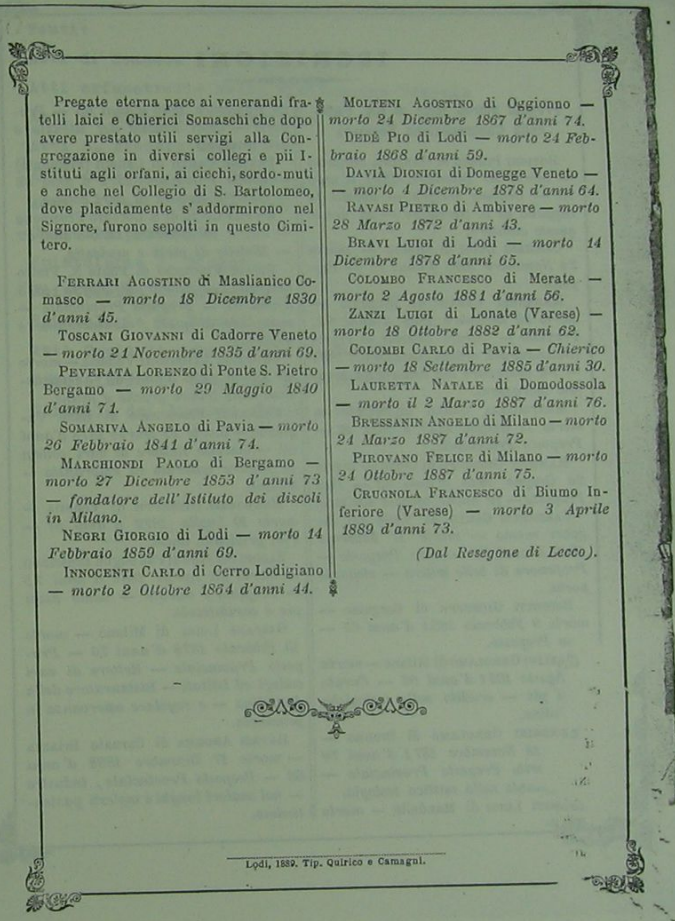 Pregate eterna pace ai venerandi fra-
telli laici e Chierici Somaschi che dopo
avere prestato utili servigi alla Con-
gregazione in diversi collegi e pii I-
stituti agli orfani, ai ciechi, sordo-muti
e anche nel Collegio di S. Bartolomeo,
dove placidamente s' addormirono nel
Signore, furono sepolti in questo Cimi-
tero.
FERRARI AGOSTINO di Maslianico Co-
masco — morto 18 Dicembre 1830
d'anni 45.
TOSCANI GIOVANNI di Cadorre Veneto
— morto 21 Novembre 1835 d'anni 69.
PEVERATA LORENZO di Ponte S. Pietro
Bergamo — morto 29 Maggio 1840
d'anni 71.
SOMARIVA ANGELO di Pavia — morto
26 Febbraio 1841 d'anni 74.
MARCHIONDI PAOLO di Bergamo —
morto 27 Dicembre 1853 d'anni 73
— fondatore dell'Istituto dei discoli
in Milano.
NEGRI GIORGIO di Lodi — morto 14
Febbraio 1859 d'anni 69.
INNOCENTI CARLO di Cerro Lodigiano
— morto 2 Ottobre 1864 d'anni 44.
MOLTENI AGOSTINO di Oggionno —
morto 24 Dicembre 1867 d'anni 74.
DEDÈ PIO di Lodi — morto 24 Feb-
braio 1868 d'anni 59.
DAVIÀ DIONIGI di Domegge Veneto —
— morto 4 Dicembre 1878 d'anni 64.
RAVASI PIETRO di Ambivere — morto
28 Marzo 1872 d'anni 43.
BRAVI LUIGI di Lodi — morto 14
Dicembre 1878 d'anni 65.
COLOMBO FRANCESCO di Merate —
morto 2 Agosto 1881 d'anni 56.
ZANZI LUIGI di Lonate (Varese) —
morto 18 Ottobre 1882 d'anni 62.
COLOMBI CARLO di Pavia — Chierico
— morto 18 Settembre 1885 d'anni 30.
LAURETTA NATALE di Domodossola
— morto il 2 Marzo 1887 d'anni 76.
BRESSANIN ANGELO di Milano — morto
24 Marzo 1887 d'anni 72.
PIROVANO FELICE di Milano — morto
24 Ottobre 1887 d'anni 75.
CRUGNOLA FRANCESCO di Biumo In-
feriore (Varese) — morto 3 Aprile
1889 d'anni 73.
(Dal Resegone di Lecco).
Lodi, 1889. Tip. Quirico e Camagni.